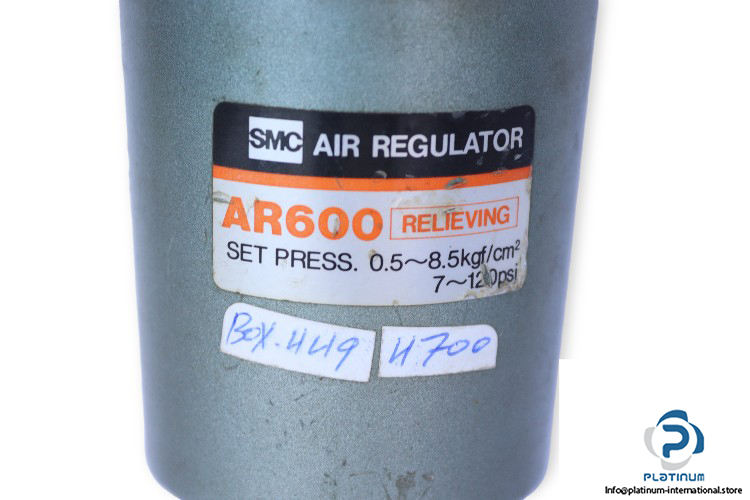 SMC AIR REGULATOR
AR600 RELIEVING
SET PRESS. 0.5~8.5kgf/cm²
7~120psi
BOX.449 4700
PLATINUM
Info@platinum-international.store